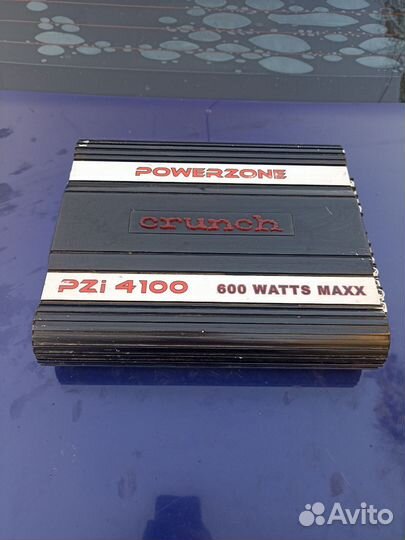 POWERZONE
crunch
PZi 4100 600 WATTS MAXX
Avito